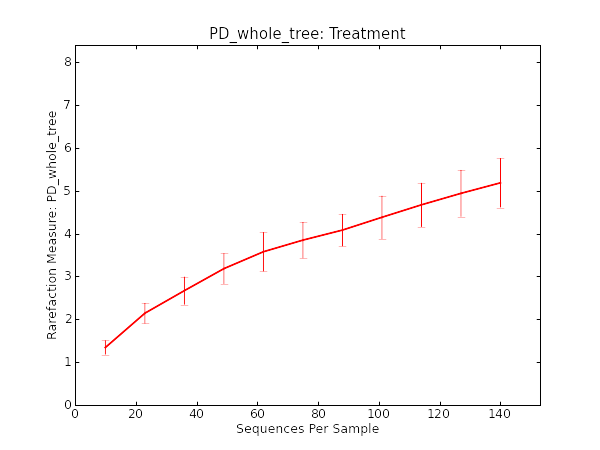 PD_whole_tree: Treatment
Rarefaction Measure: PD_whole_tree
8
7
6
5
4
3
2
1
0
0 20 40 60 80 100 120 140
Sequences Per Sample